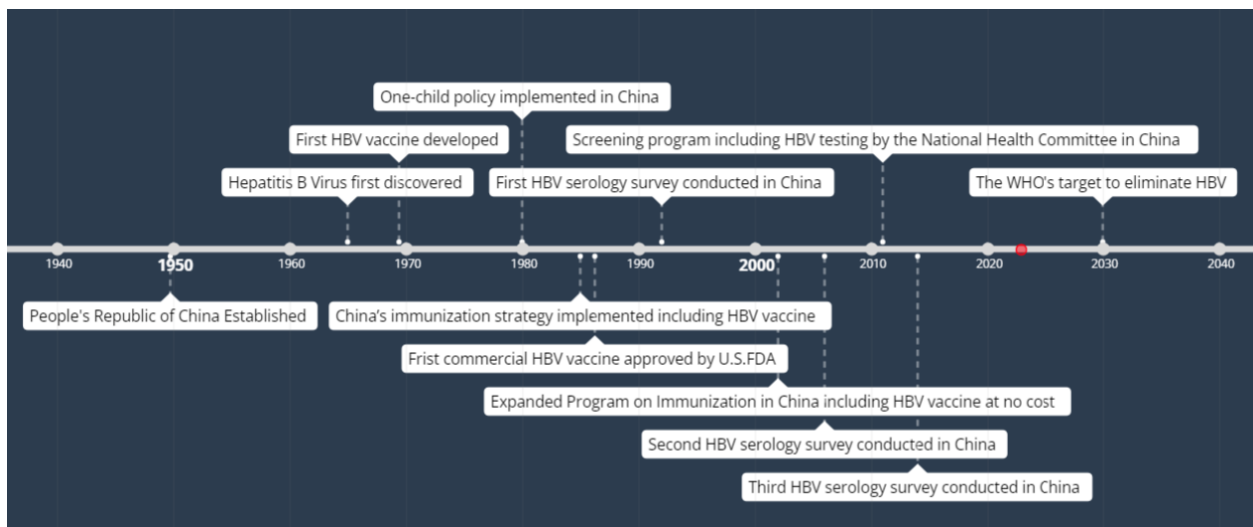 One-child policy implemented in China
First HBV vaccine developed
Screening program including HBV testing by the National Health Committee in China
Hepatitis B Virus first discovered
First HBV serology survey conducted in China
The WHO's target to eliminate HBV
1940
1950
1960
1970
1980
1990
2000
2010
2020
2030
2040
People's Republic of China Established
China's immunization strategy implemented including HBV vaccine
Frist commercial HBV vaccine approved by U.S.FDA
Expanded Program on Immunization in China including HBV vaccine at no cost
Second HBV serology survey conducted in China
Third HBV serology survey conducted in China